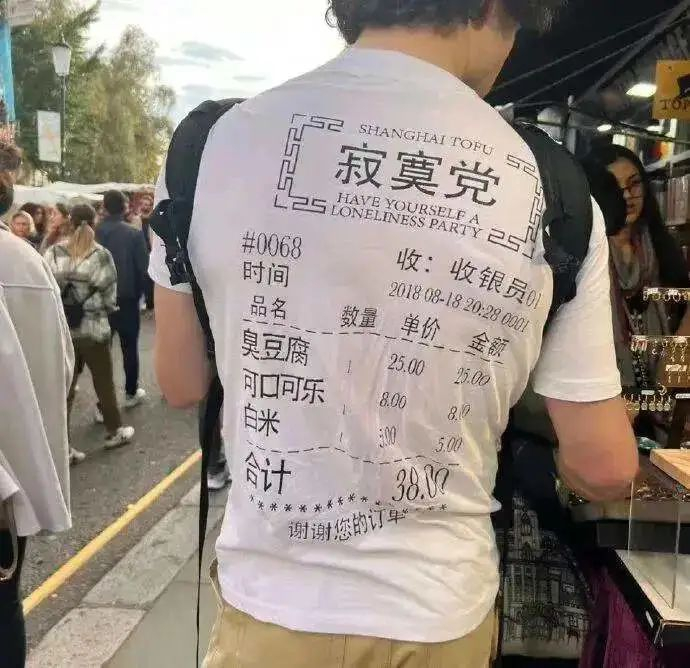 SHANGHAI TOFU
寂寞党
HAVE YOURSELF A
LONELINESS PARTY
#0068 收：收银员01
时间 2018 08-18 20:28 0001
品名 数量 单价 金额
臭豆腐 1 25.00 25.00
可口可乐 1 8.00 8.00
白米 1 5.00 5.00
合计 38.00
谢谢您的订单